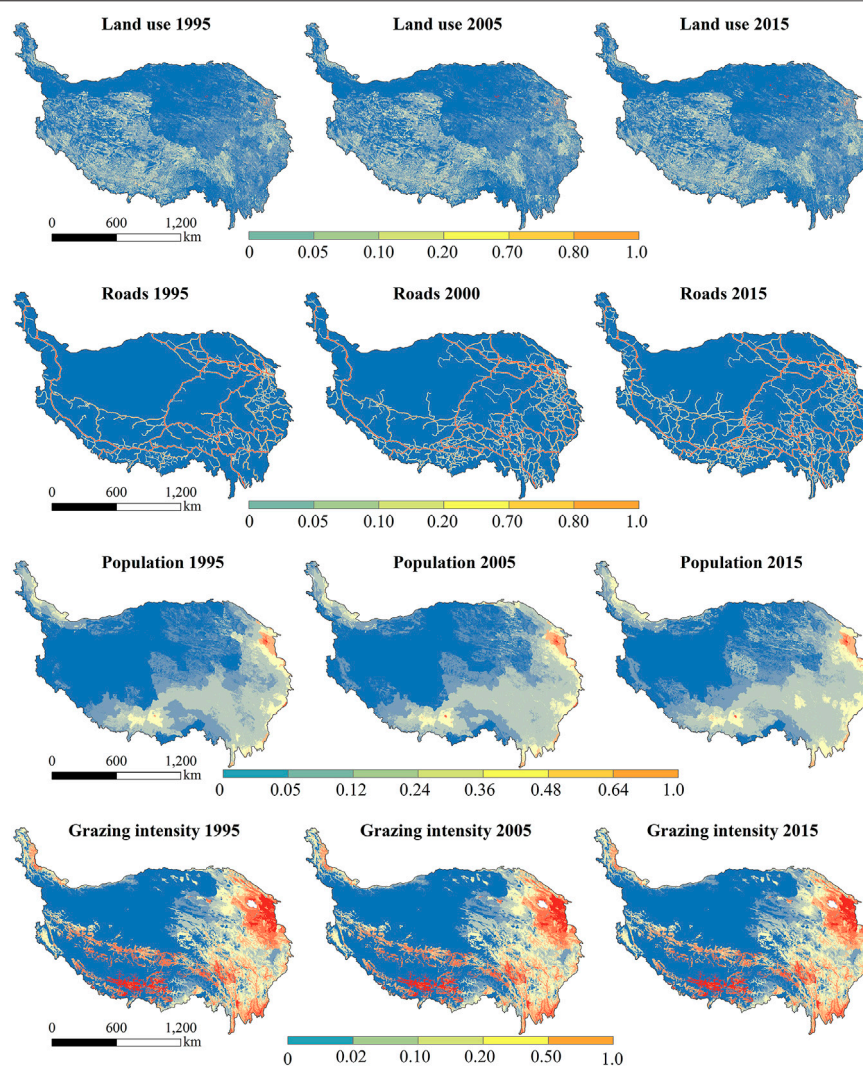 Land use 1995 Land use 2005 Land use 2015
0 600 1,200
km
0 0.05 0.10 0.20 0.70 0.80 1.0
Roads 1995 Roads 2000 Roads 2015
0 600 1,200
km
0 0.05 0.10 0.20 0.70 0.80 1.0
Population 1995 Population 2005 Population 2015
0 600 1,200
km
0 0.05 0.12 0.24 0.36 0.48 0.64 1.0
Grazing intensity 1995 Grazing intensity 2005 Grazing intensity 2015
0 600 1,200
km
0 0.02 0.10 0.20 0.50 1.0